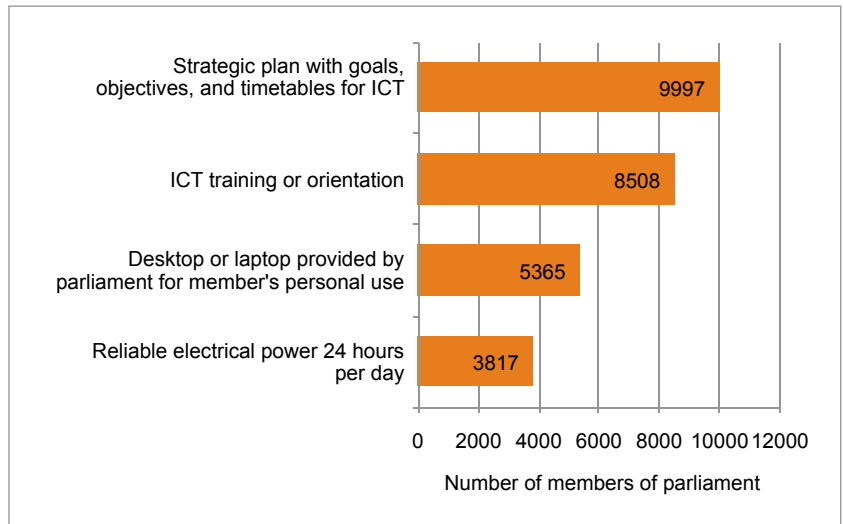 Strategic plan with goals,
objectives, and timetables for ICT
9997
ICT training or orientation
8508
Desktop or laptop provided by
parliament for member's personal use
5365
Reliable electrical power 24 hours
per day
3817
0 2000 4000 6000 8000 10000 12000
Number of members of parliament